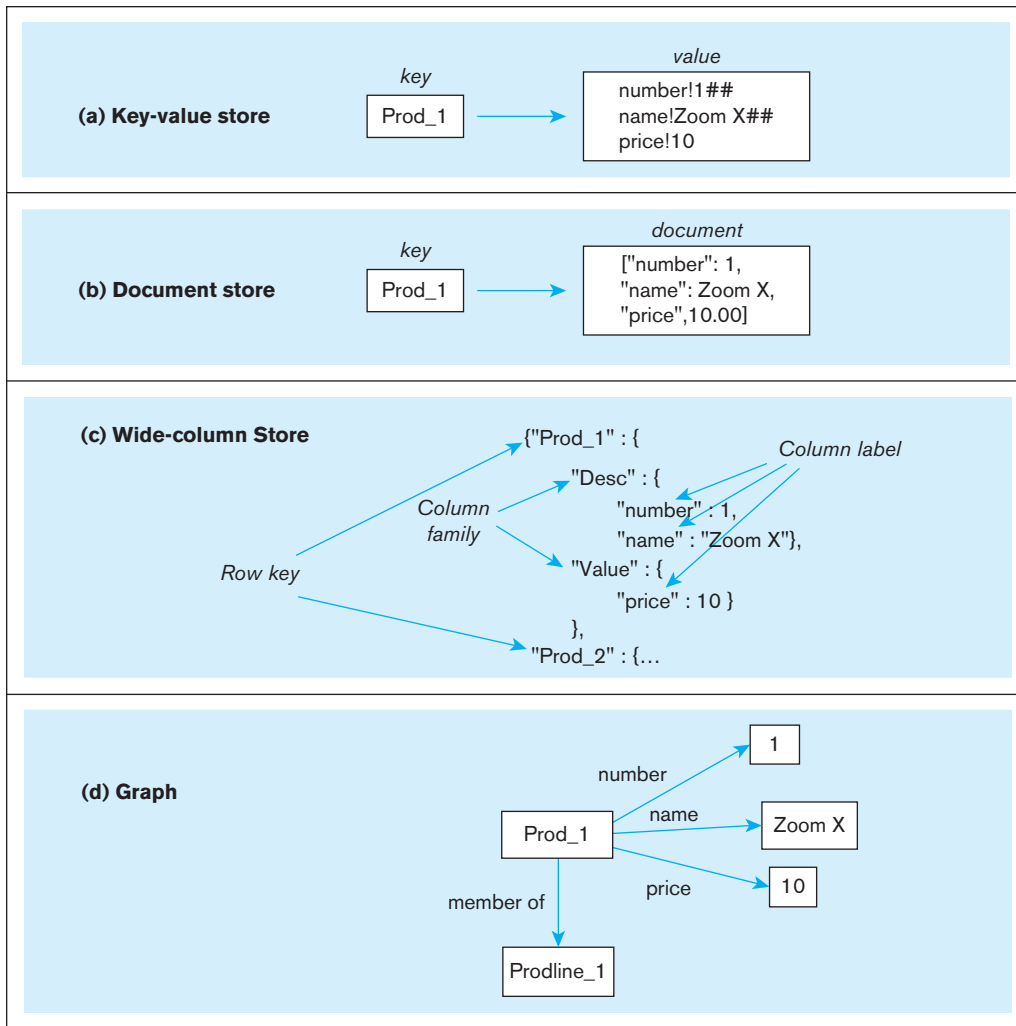 (a) Key-value store
key
Prod_1
value
number!1##
name!Zoom X##
price!10
(b) Document store
key
Prod_1
document
["number": 1,
"name": Zoom X,
"price",10.00]
(c) Wide-column Store
Row key
Column
family
Column label
{"Prod_1" : {
"Desc" : {
"number" : 1,
"name" : "Zoom X"},
"Value" : {
"price" : 10 }
},
"Prod_2" : {…
(d) Graph
Prod_1
number
1
name
Zoom X
price
10
member of
Prodline_1